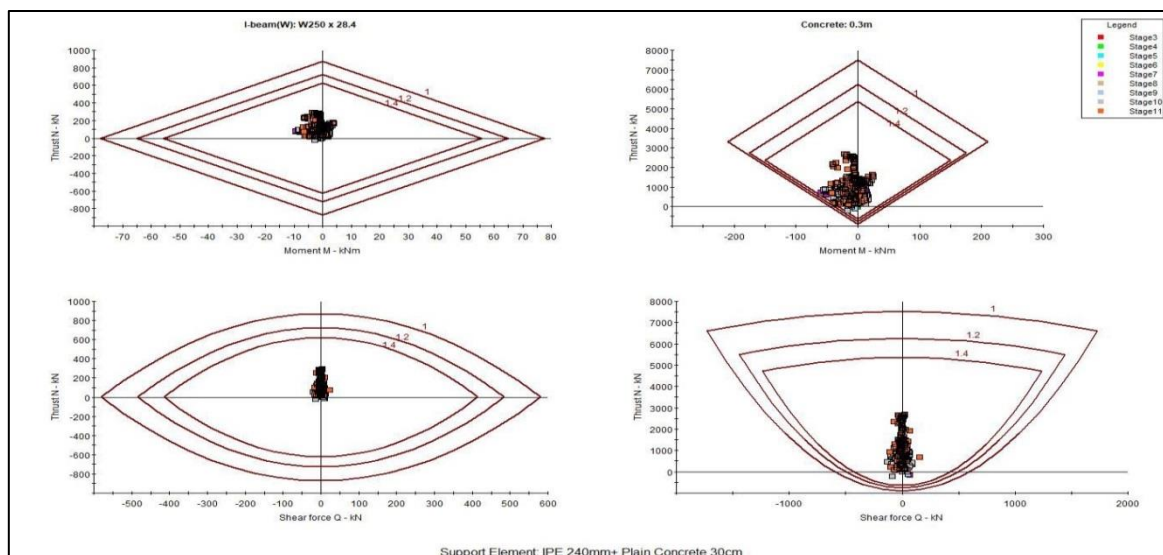 I-beam(W): W250 x 28.4
1000
800
600
400
200
0
-200
-400
-600
-800
Thrust N - kN
1
1.2
1.4
-70 -60 -50 -40 -30 -20 -10 0 10 20 30 40 50 60 70 80
Moment M - kNm
Concrete: 0.3m
8000
7000
6000
5000
4000
3000
2000
1000
0
Thrust N - kN
1
1.2
1.4
-200 -100 0 100 200 300
Moment M - kNm
Legend
Stage3
Stage4
Stage5
Stage6
Stage7
Stage8
Stage9
Stage10
Stage11
1000
800
600
400
200
0
-200
-400
-600
-800
Thrust N - kN
1
1.2
1.4
-500 -400 -300 -200 -100 0 100 200 300 400 500 600
Shear force Q - kN
8000
7000
6000
5000
4000
3000
2000
1000
0
Thrust N - kN
1
1.2
1.4
-1000 0 1000 2000
Shear force Q - kN
Support Element: IPE 240mm+ Plain Concrete 30cm